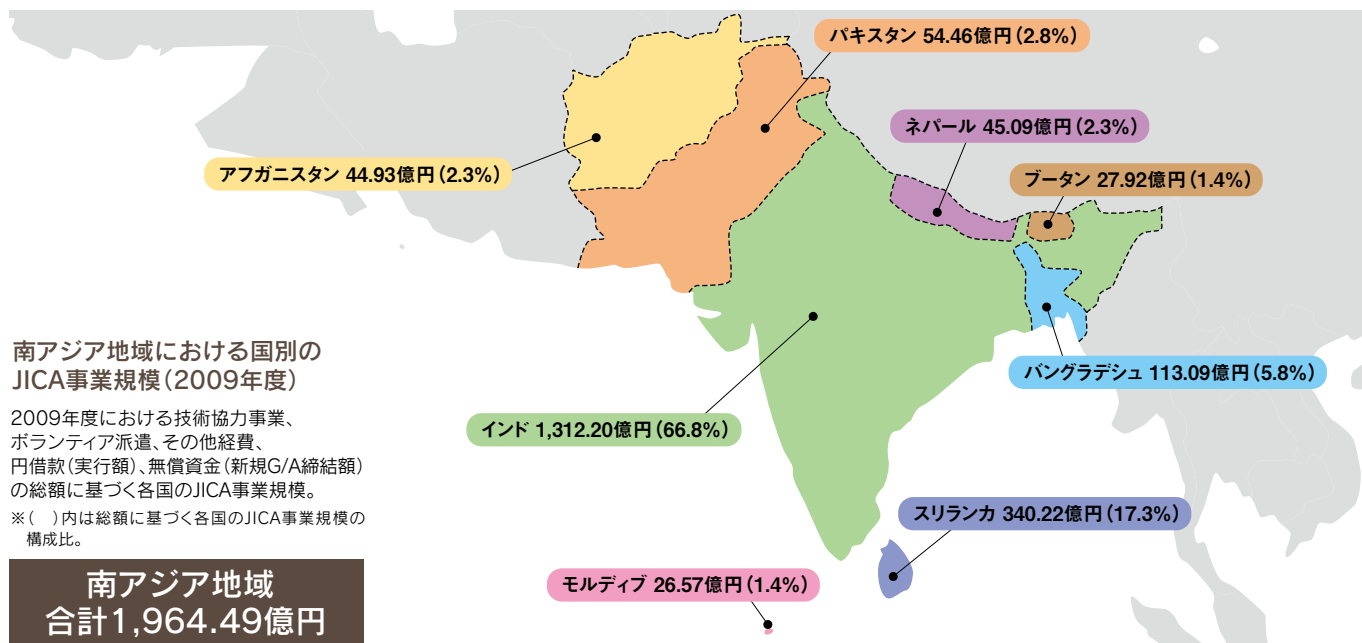 パキスタン 54.46億円(2.8%)
ネパール 45.09億円(2.3%)
アフガニスタン 44.93億円(2.3%)
ブータン 27.92億円(1.4%)
南アジア地域における国別の
JICA事業規模(2009年度)
バングラデシュ 113.09億円(5.8%)
2009年度における技術協力事業、
ボランティア派遣、その他経費、
円借款(実行額)、無償資金(新規G/A締結額)
の総額に基づく各国のJICA事業規模。
※( )内は総額に基づく各国のJICA事業規模の
構成比。
インド 1,312.20億円(66.8%)
スリランカ 340.22億円(17.3%)
モルディブ 26.57億円(1.4%)
南アジア地域
合計1,964.49億円